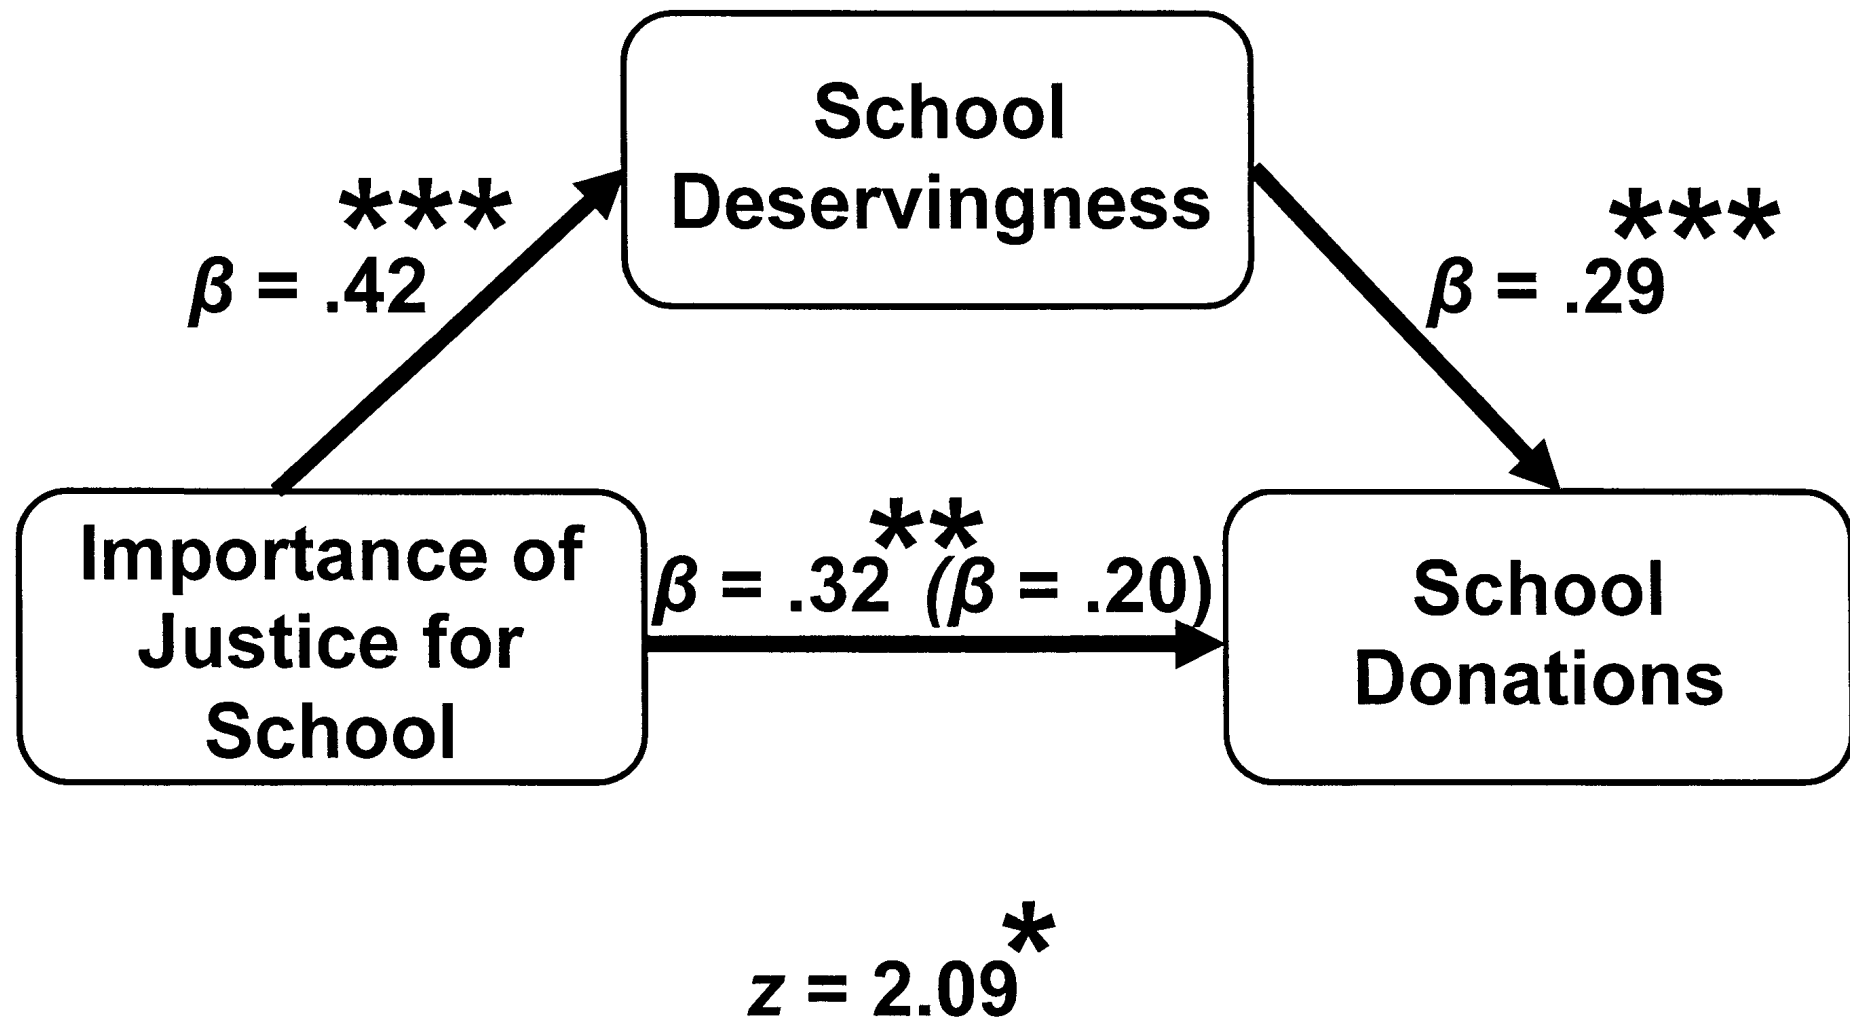 School
Deservingness
***
β = .42
***
β = .29
Importance of
Justice for
School
**
β = .32 (β = .20)
School
Donations
*
z = 2.09